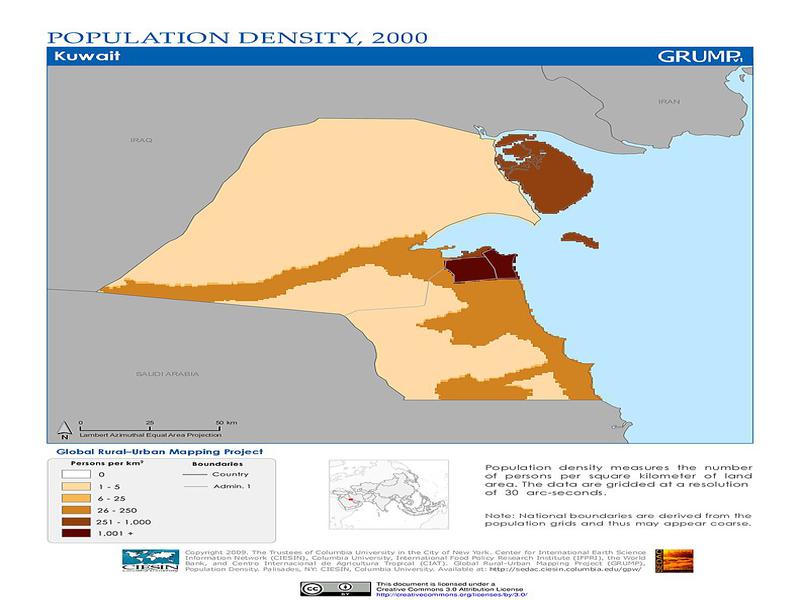 POPULATION DENSITY, 2000
Kuwait
GRUMPv1
IRAN
IRAQ
SAUDI ARABIA
0 25 50 km
Lambert Azimuthal Equal Area Projection
N
Global Rural-Urban Mapping Project
Persons per km²
0
1 - 5
6 - 25
26 - 250
251 - 1,000
1,001 +
Boundaries
Country
Admin. 1
Population density measures the number
of persons per square kilometer of land
area. The data are gridded at a resolution
of 30 arc-seconds.
Note: National boundaries are derived from the
population grids and thus may appear coarse.
CIESIN
Copyright 2009. The Trustees of Columbia University in the City of New York. Center for International Earth Science
Information Network (CIESIN), Columbia University, International Food Policy Research Institute (IFPRI), the World
Bank, and Centro Internacional de Agricultura Tropical (CIAT). Global Rural-Urban Mapping Project (GRUMP),
Population Density, Palisades, NY: CIESIN, Columbia University. Available at: http://sedac.ciesin.columbia.edu/gpw/
SEDAC
cc BY
This document is licensed under a
Creative Commons 3.0 Attribution License
http://creativecommons.org/licenses/by/3.0/